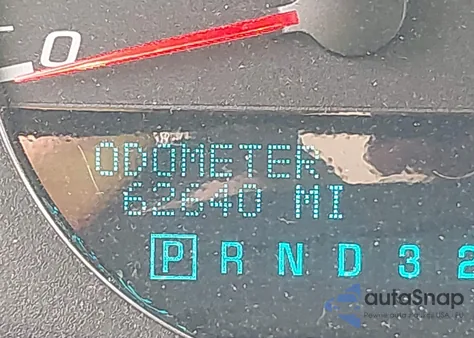 0
ODOMETER
62640 MI
P R N D 3 2
autoSnap